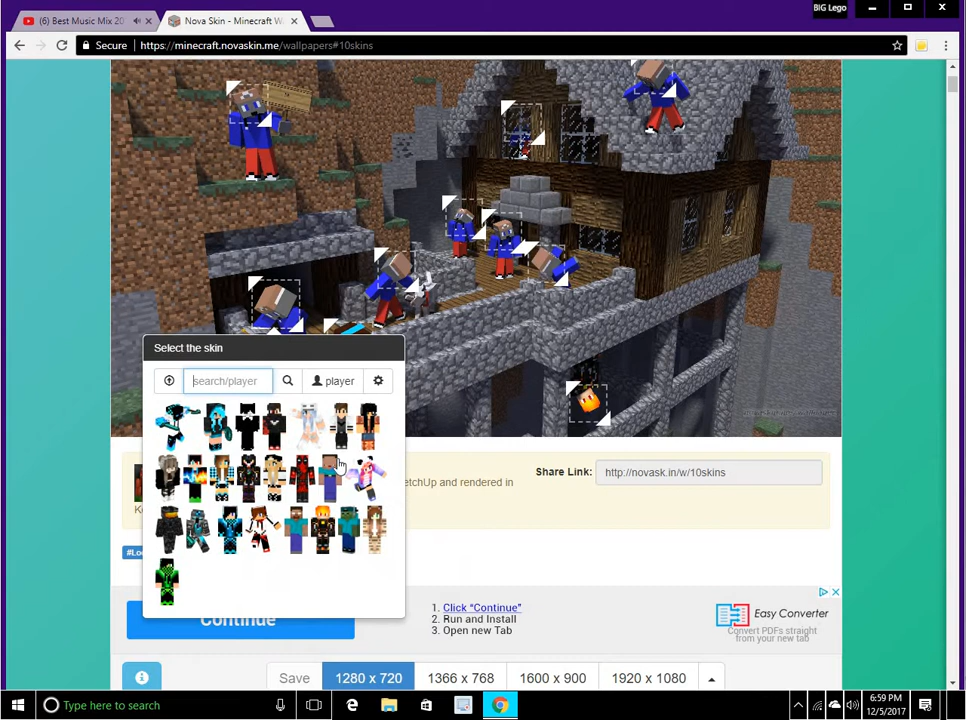 (6) Best Music Mix 20
Nova Skin - Minecraft W
BIG Lego
Secure
https://minecraft.novaskin.me/wallpapers#10skins
Select the skin
search/player
player
etchUp and rendered in
Share Link:
http://novask.in/w/10skins
Ke
#Lo
Continue
1. Click "Continue"
2. Run and Install
3. Open new Tab
Easy Converter
Convert PDFs straight
from your new tab
Save
1280 x 720
1366 x 768
1600 x 900
1920 x 1080
Type here to search
6:59 PM
12/5/2017